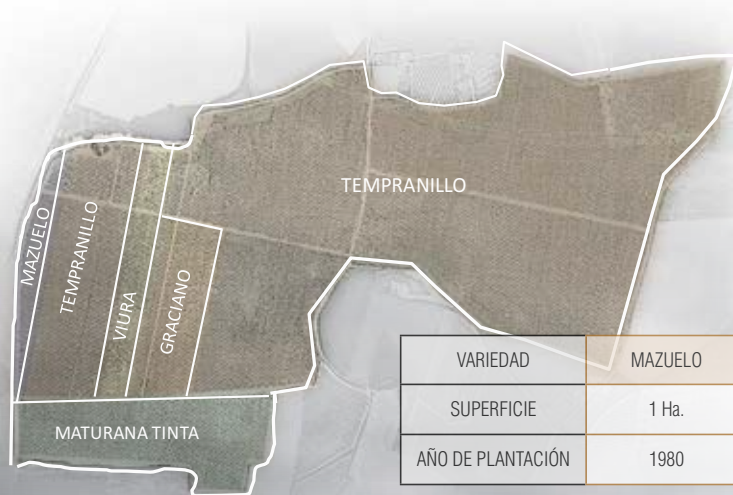 TEMPRANILLO
MAZUELO
TEMPRANILLO
VIURA
GRACIANO
MATURANA TINTA
VARIEDAD MAZUELO
SUPERFICIE 1 Ha.
AÑO DE PLANTACIÓN 1980